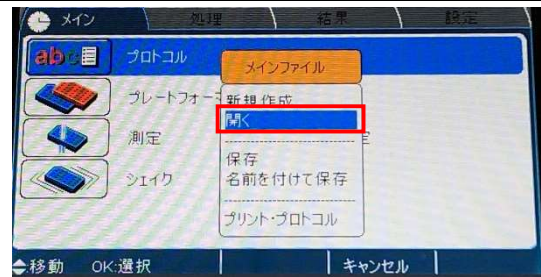 メイン 処理 結果 設定
abc プロトコル
メインファイル
プレートフォー
新規作成
開く
測定 定
保存
シェイク
名前を付けて保存
プリント・プロトコル
移動 OK:選択 キャンセル